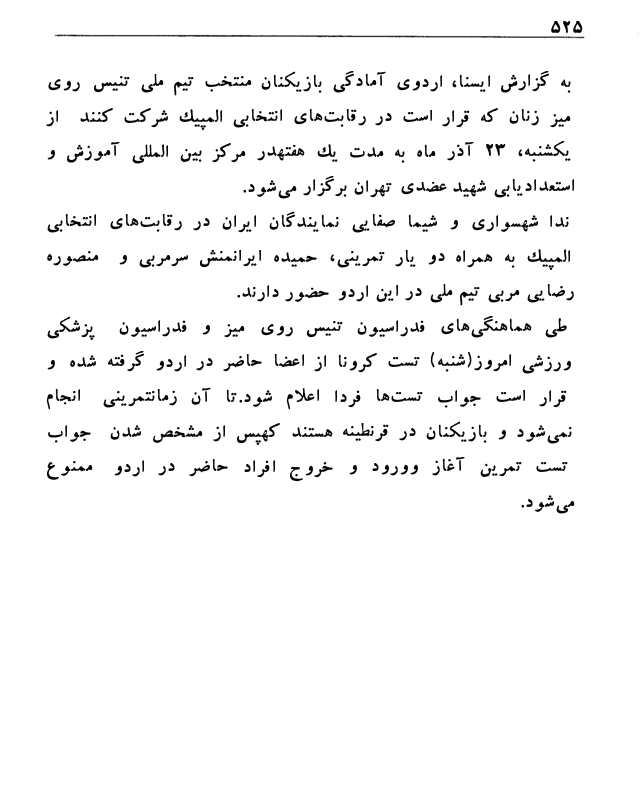 ۵۲۵
به گزارش ایسنا، اردوی آمادگی بازیکنان منتخب تیم ملی تنیس روی
میز زنان که قرار است در رقابت‌های انتخابی المپیك شرکت کنند از
یکشنبه، ۲۳ آذر ماه به مدت یك هفتهدر مرکز بین المللی آموزش و
استعدادیابی شهید عضدی تهران برگزار می‌شود.
ندا شهسواری و شیما صفایی نمایندگان ایران در رقابت‌های انتخابی
المپیك به همراه دو یار تمرینی، حمیده ایرانمنش سرمربی و منصوره
رضایی مربی تیم ملی در این اردو حضور دارند.
طی هماهنگی‌های فدراسیون تنیس روی میز و فدراسیون پزشکی
ورزشی امروز(شنبه) تست کرونا از اعضا حاضر در اردو گرفته شده و
قرار است جواب تست‌ها فردا اعلام شود.تا آن زمانتمرینی انجام
نمی‌شود و بازیکنان در قرنطینه هستند کهپس از مشخص شدن جواب
تست تمرین آغاز وورود و خروج افراد حاضر در اردو ممنوع
می‌شود.